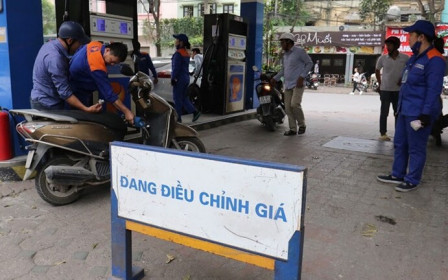 ĐANG ĐIỀU CHỈNH GIÁ